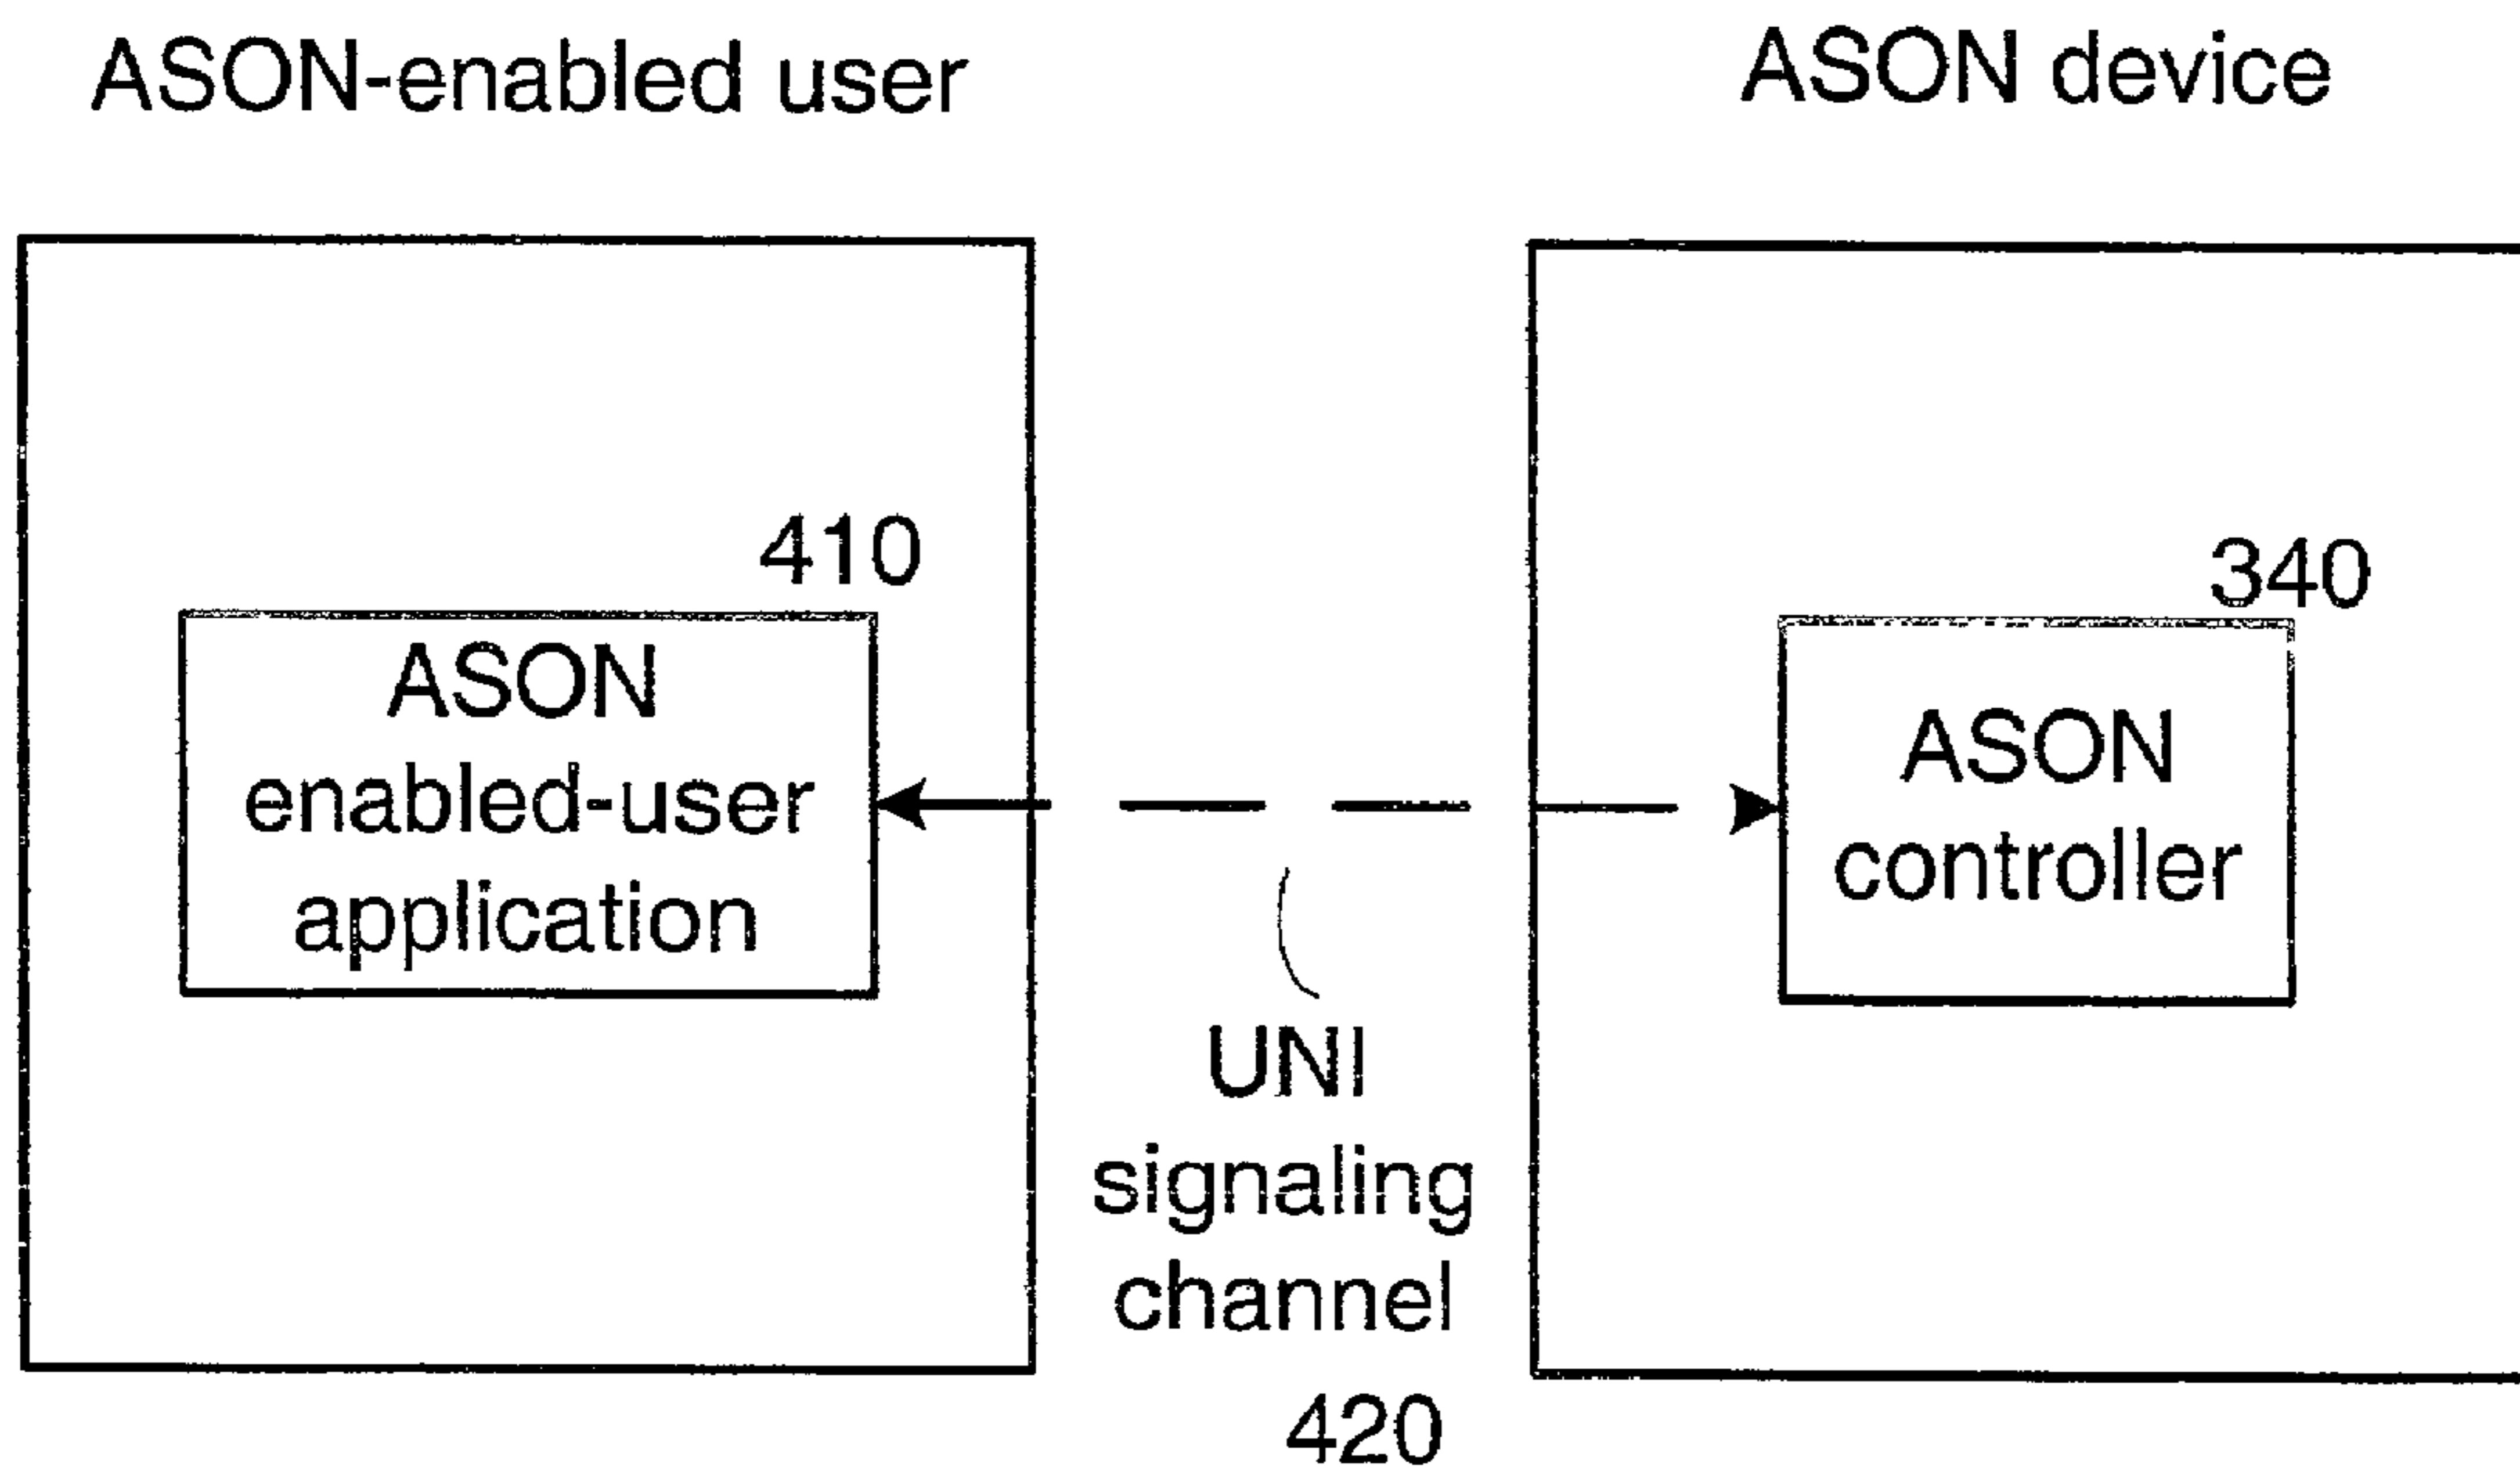 ASON-enabled user
ASON device
410
ASON
enabled-user
application
340
ASON
controller
UNI
signaling
channel
420